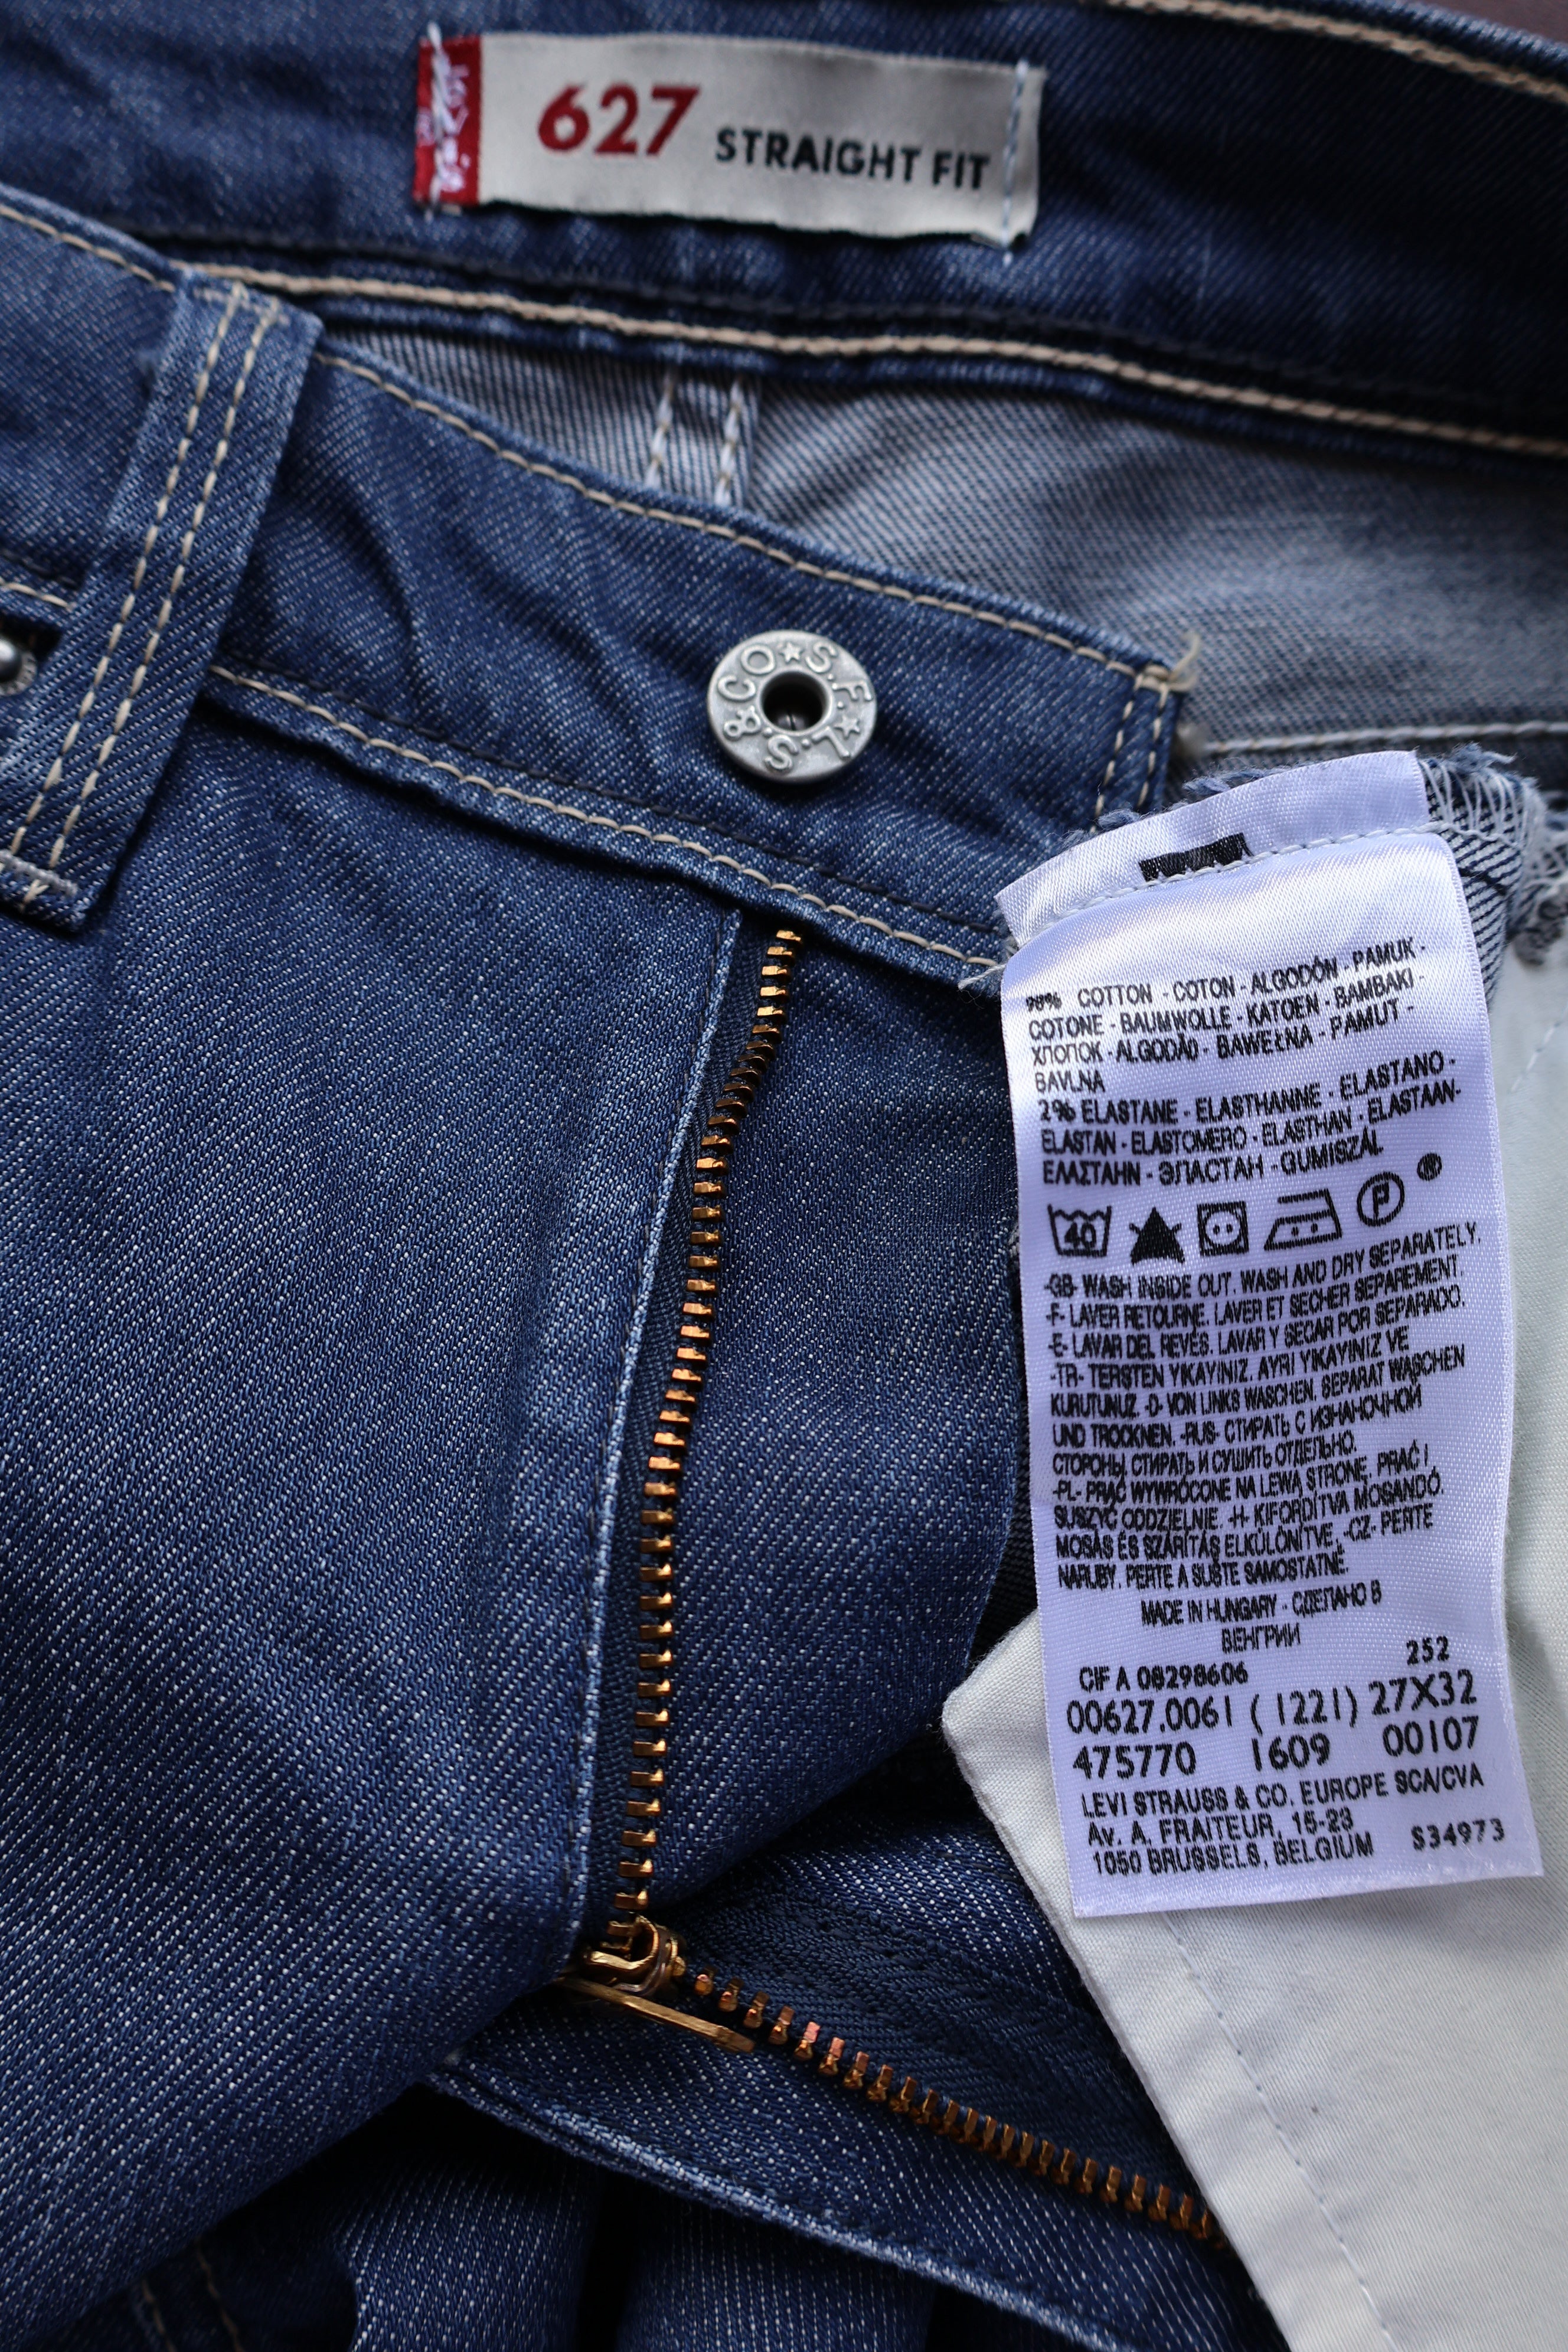 LEVI'S
627 STRAIGHT FIT
L.S.&CO★S.F.★
98% COTTON - COTON - ALGODÓN - PAMUK -
COTONE - BAUMWOLLE - KATOEN - BAMBAKI -
ХЛОПОК - ALGODÃO - BAWEŁNA - PAMUT -
BAVLNA
2% ELASTANE - ELASTHANNE - ELASTANO -
ELASTAN - ELASTOMERO - ELASTHAN - ELASTAAN-
ΕΛΑΣΤΑΗΝ - ЭЛАСТАН - GUMISZÁL
40 P ®
-GB- WASH INSIDE OUT. WASH AND DRY SEPARATELY.
-F- LAVER RETOURNE. LAVER ET SECHER SEPAREMENT.
-E- LAVAR DEL REVÉS. LAVAR Y SECAR POR SEPARADO.
-TR- TERSTEN YIKAYINIZ. AYRI YIKAYINIZ VE
KURUTUNUZ. -D- VON LINKS WASCHEN. SEPARAT WASCHEN
UND TROCKNEN. -RUS- СТИРАТЬ С ИЗНАНОЧНОЙ
СТОРОНЫ. СТИРАТЬ И СУШИТЬ ОТДЕЛЬНО.
-PL- PRAĆ WYWRÓCONE NA LEWĄ STRONĘ. PRAĆ I
SUSZYĆ ODDZIELNIE. -H- KIFORDÍTVA MOSANDÓ.
MOSÁS ÉS SZÁRÍTÁS ELKÜLÖNÍTVE. -CZ- PERTE
NARUBY. PERTE A SUŠTE SAMOSTATNĚ.
MADE IN HUNGARY - СДЕЛАНО В
ВЕНГРИИ
CIF A 08298606 252
00627.0061 (1221) 27X32
475770 1609 00107
LEVI STRAUSS & CO. EUROPE SCA/CVA
Av. A. FRAITEUR, 15-23
1050 BRUSSELS, BELGIUM S34973